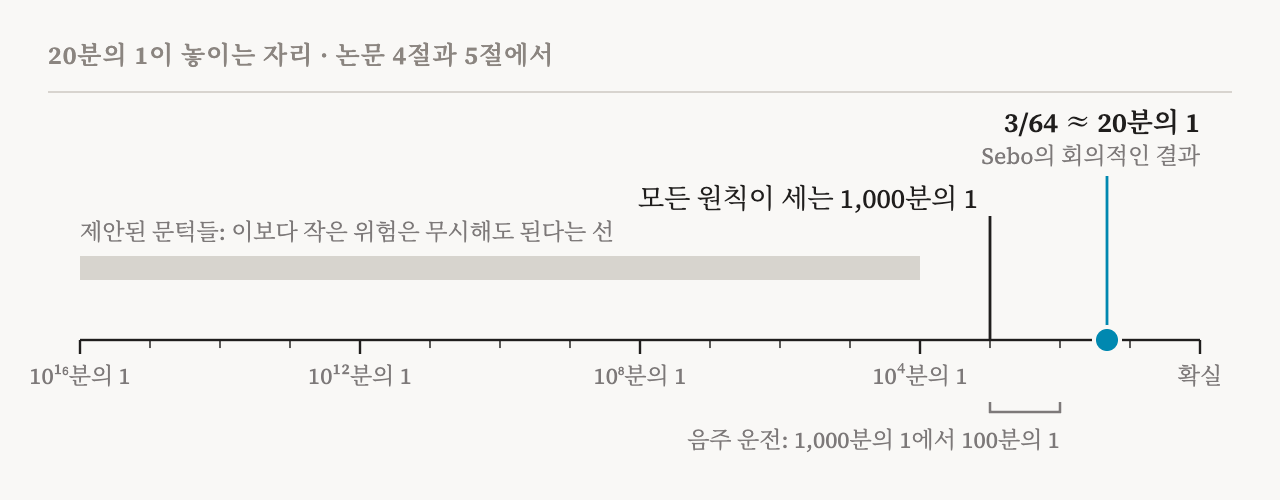 20분의 1이 놓이는 자리 · 논문 4절과 5절에서
3/64 ≈ 20분의 1
Sebo의 회의적인 결과
모든 원칙이 세는 1,000분의 1
제안된 문턱들: 이보다 작은 위험은 무시해도 된다는 선
10¹⁶분의 1
10¹²분의 1
10⁸분의 1
10⁴분의 1
확실
음주 운전: 1,000분의 1에서 100분의 1